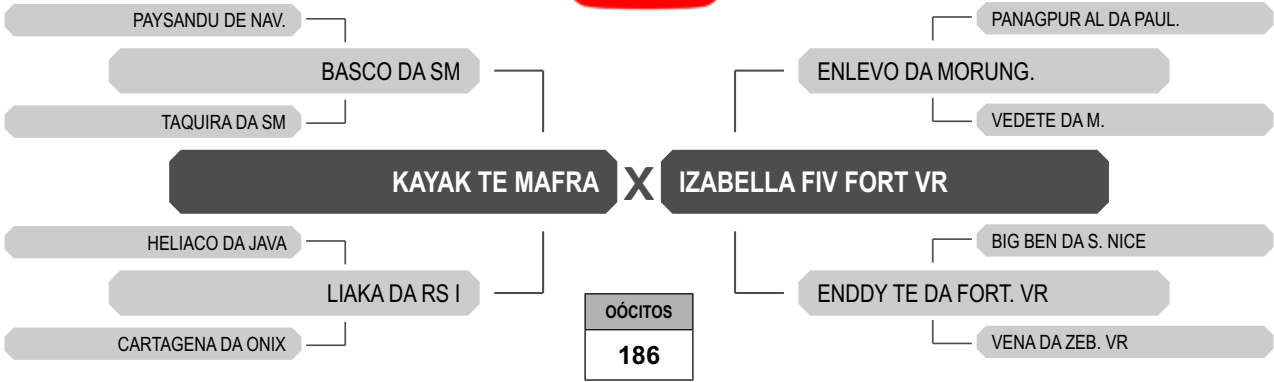 PAYSANDU DE NAV.
BASCO DA SM
TAQUIRA DA SM
PANAGPUR AL DA PAUL.
ENLEVO DA MORUNG.
VEDETE DA M.
KAYAK TE MAFRA X IZABELLA FIV FORT VR
HELIACO DA JAVA
LIAKA DA RS I
CARTAGENA DA ONIX
BIG BEN DA S. NICE
ENDDY TE DA FORT. VR
VENA DA ZEB. VR
OÓCITOS
186